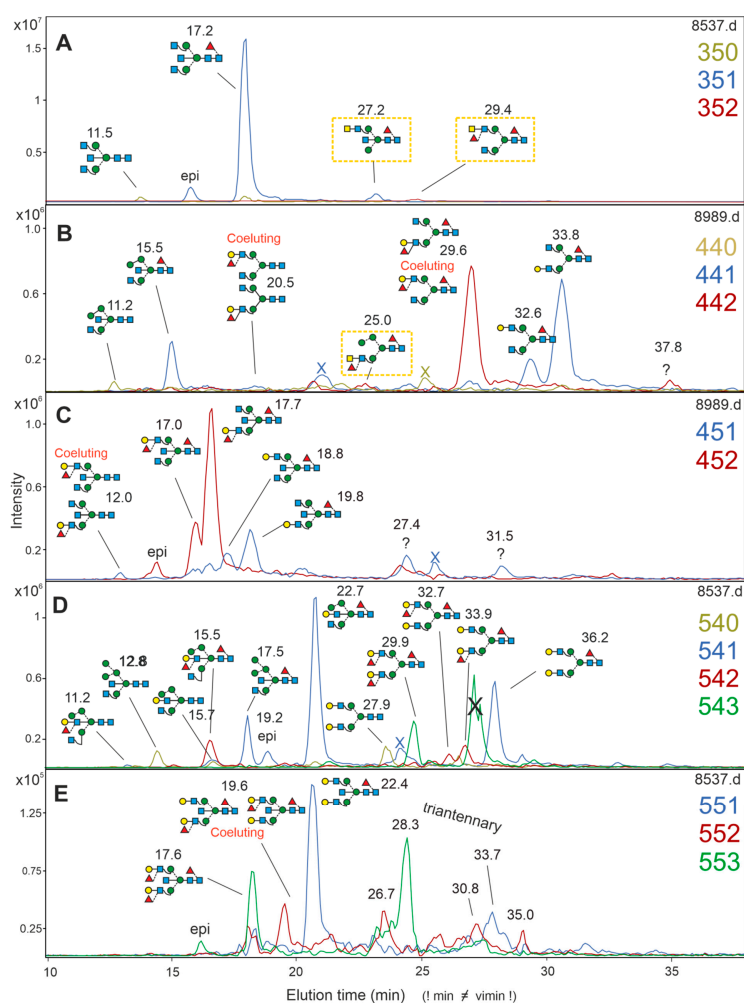 x10⁷
A
8537.d
350
351
352
1.5
1
0.5
17.2
11.5
epi
27.2
29.4
x10⁶
B
8989.d
440
441
442
1.0
0.6
0.2
11.2
15.5
Coeluting
20.5
X
25.0
X
29.6
Coeluting
32.6
33.8
37.8
?
x10⁶
C
8989.d
451
452
1.0
0.6
0.2
Intensity
Coeluting
12.0
epi
17.0
17.7
18.8
19.8
27.4
?
X
31.5
?
x10⁶
D
8537.d
540
541
542
543
1
0.6
0.2
11.2
12.8
15.5
15.7
17.5
19.2
epi
22.7
27.9
X
29.9
32.7
33.9
X
36.2
x10⁵
E
8537.d
551
552
553
1.25
0.75
0.25
epi
17.6
19.6
Coeluting
22.4
26.7
28.3
triantennary
30.8
33.7
35.0
10 15 20 25 30 35
Elution time (min) (! min ≠ vimin !)